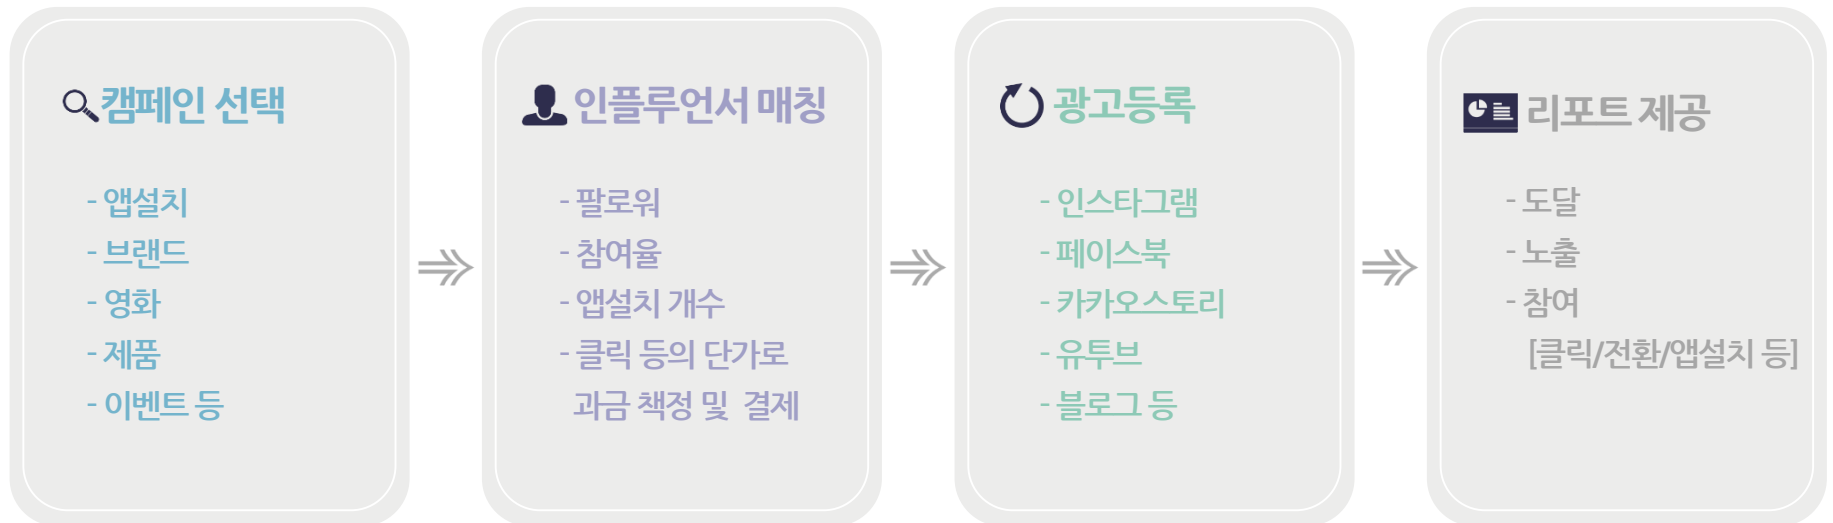 캠페인 선택
- 앱설치
- 브랜드
- 영화
- 제품
- 이벤트 등
인플루언서 매칭
- 팔로워
- 참여율
- 앱설치 개수
- 클릭 등의 단가로
과금 책정 및 결제
광고등록
- 인스타그램
- 페이스북
- 카카오스토리
- 유투브
- 블로그 등
리포트 제공
- 도달
- 노출
- 참여
[클릭/전환/앱설치 등]